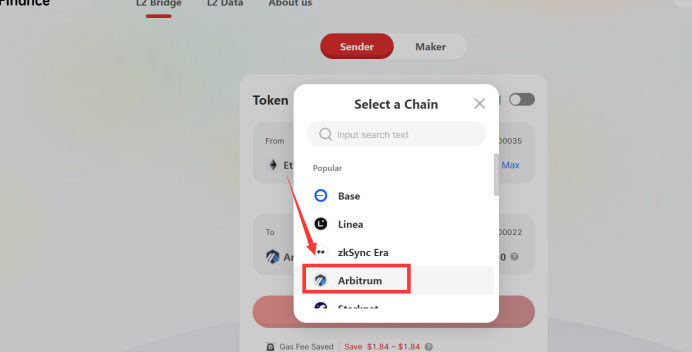 Finance L2 Bridge L2 Data About us
Sender Maker
Token
Select a Chain
input search text
From
00035
Popular
Et
Max
Base
Linea
To
00022
zkSync Era
Ar
0
Arbitrum
Starknet
Gas Fee Saved Save $1.84 ~ $1.84